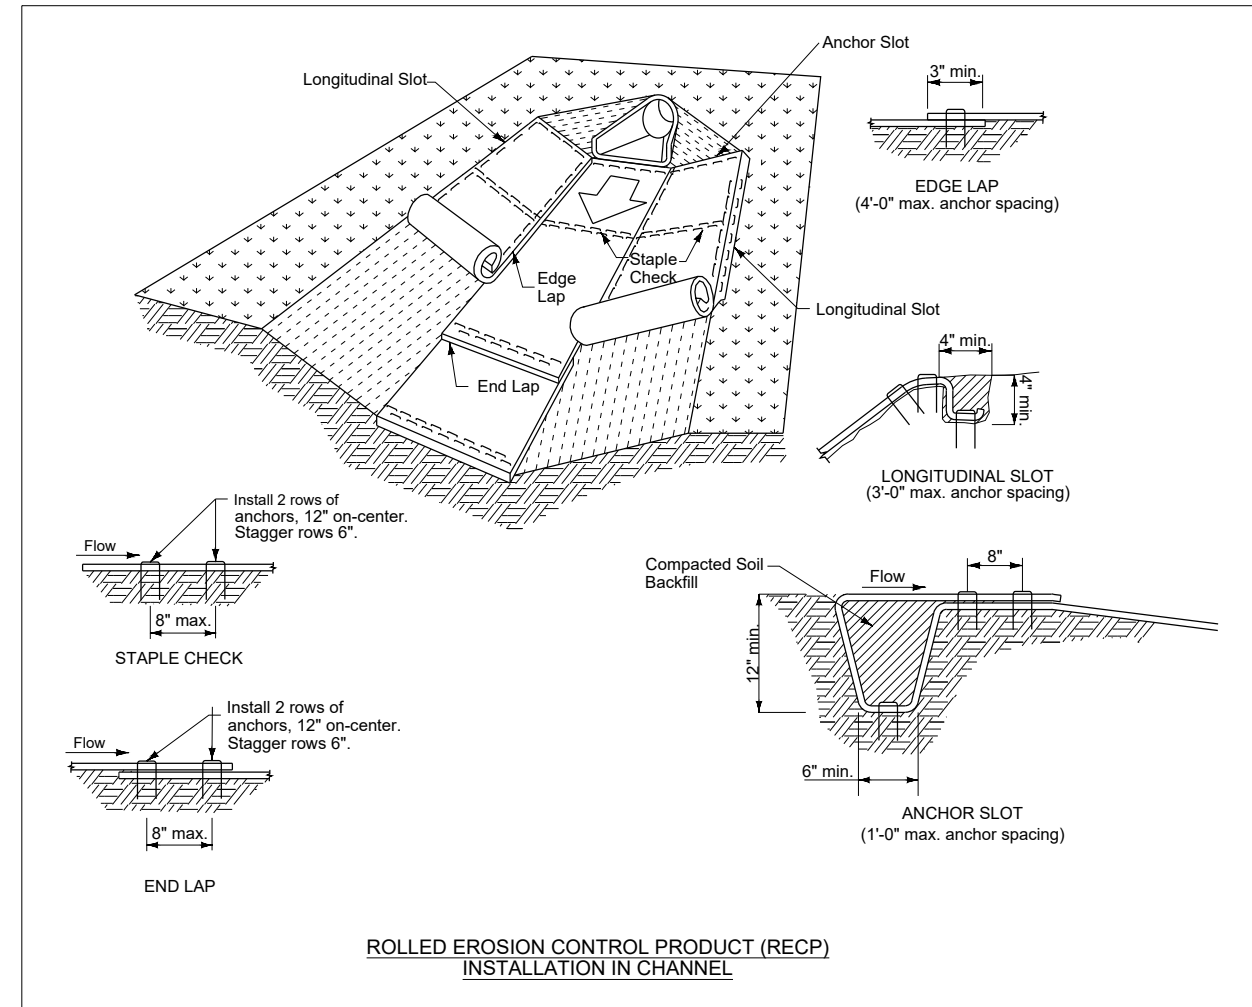 Anchor Slot
Longitudinal Slot
3" min.
EDGE LAP
(4'-0" max. anchor spacing)
Staple
Check
Edge
Lap
Longitudinal Slot
End Lap
4" min.
4" min.
LONGITUDINAL SLOT
(3'-0" max. anchor spacing)
Install 2 rows of
anchors, 12" on-center.
Stagger rows 6".
Flow
8" max.
STAPLE CHECK
Compacted Soil
Backfill
Flow
8"
12" min.
6" min.
ANCHOR SLOT
(1'-0" max. anchor spacing)
Install 2 rows of
anchors, 12" on-center.
Stagger rows 6".
Flow
8" max.
END LAP
ROLLED EROSION CONTROL PRODUCT (RECP)
INSTALLATION IN CHANNEL